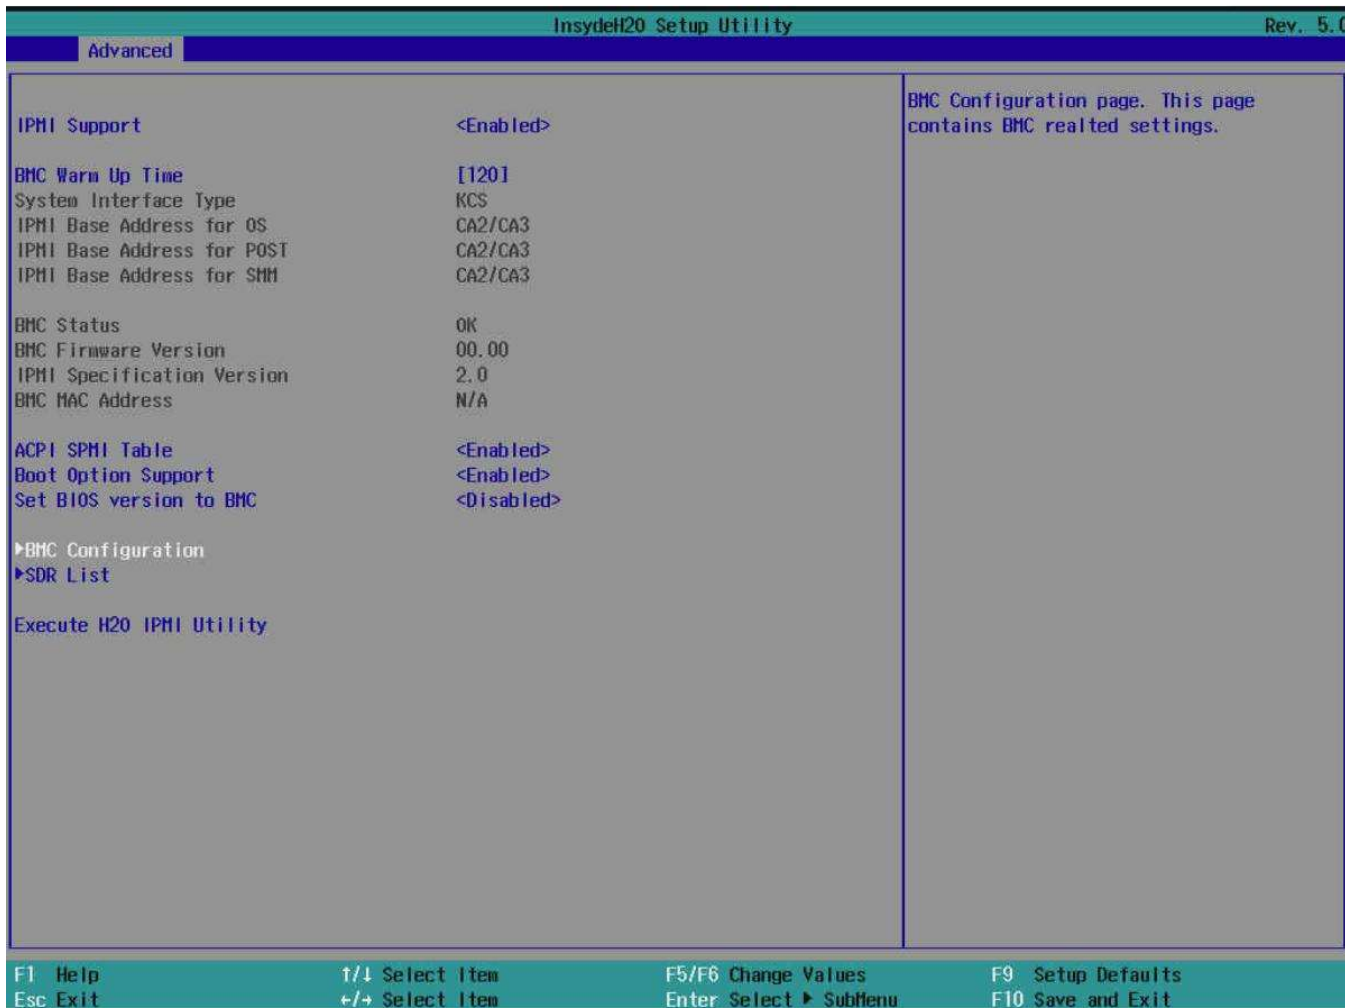 InsydeH20 Setup Utility Rev. 5.0
Advanced
BMC Configuration page. This page
contains BMC realted settings.
IPMI Support <Enabled>
BMC Warm Up Time [120]
System Interface Type KCS
IPMI Base Address for OS CA2/CA3
IPMI Base Address for POST CA2/CA3
IPMI Base Address for SMM CA2/CA3
BMC Status OK
BMC Firmware Version 00.00
IPMI Specification Version 2.0
BMC MAC Address N/A
ACPI SPMI Table <Enabled>
Boot Option Support <Enabled>
Set BIOS version to BMC <Disabled>
▶BMC Configuration
▶SDR List
Execute H20 IPMI Utility
F1 Help ↑/↓ Select Item F5/F6 Change Values F9 Setup Defaults
Esc Exit ←/→ Select Item Enter Select ▶ SubMenu F10 Save and Exit